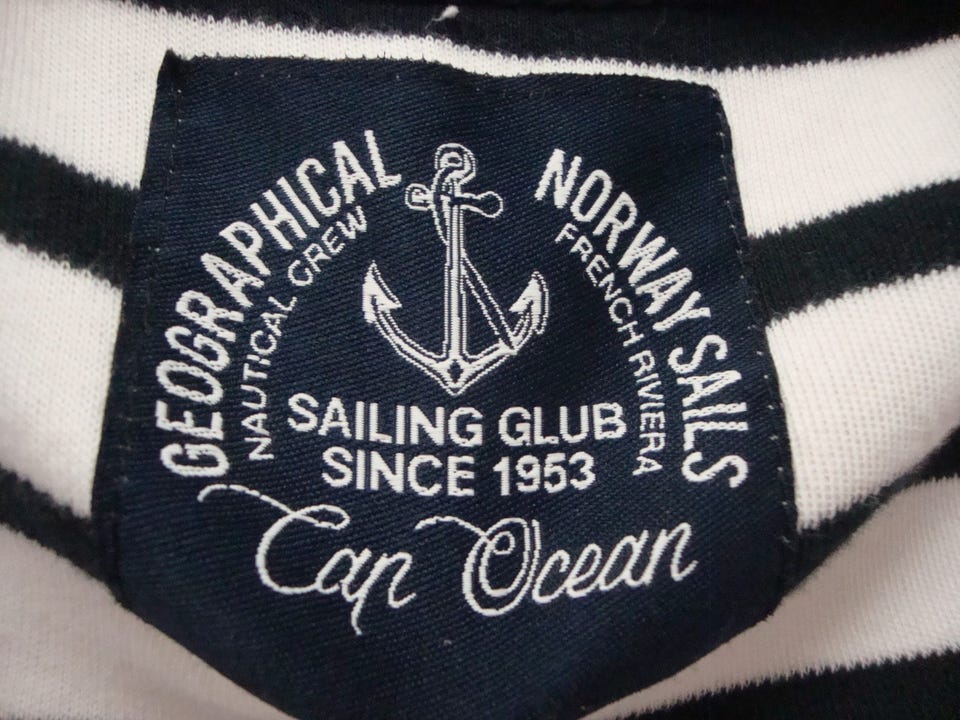 GEOGRAPHICAL
NORWAY SAILS
NAUTICAL CREW
FRENCH RIVIERA
SAILING GLUB
SINCE 1953
Cap Ocean